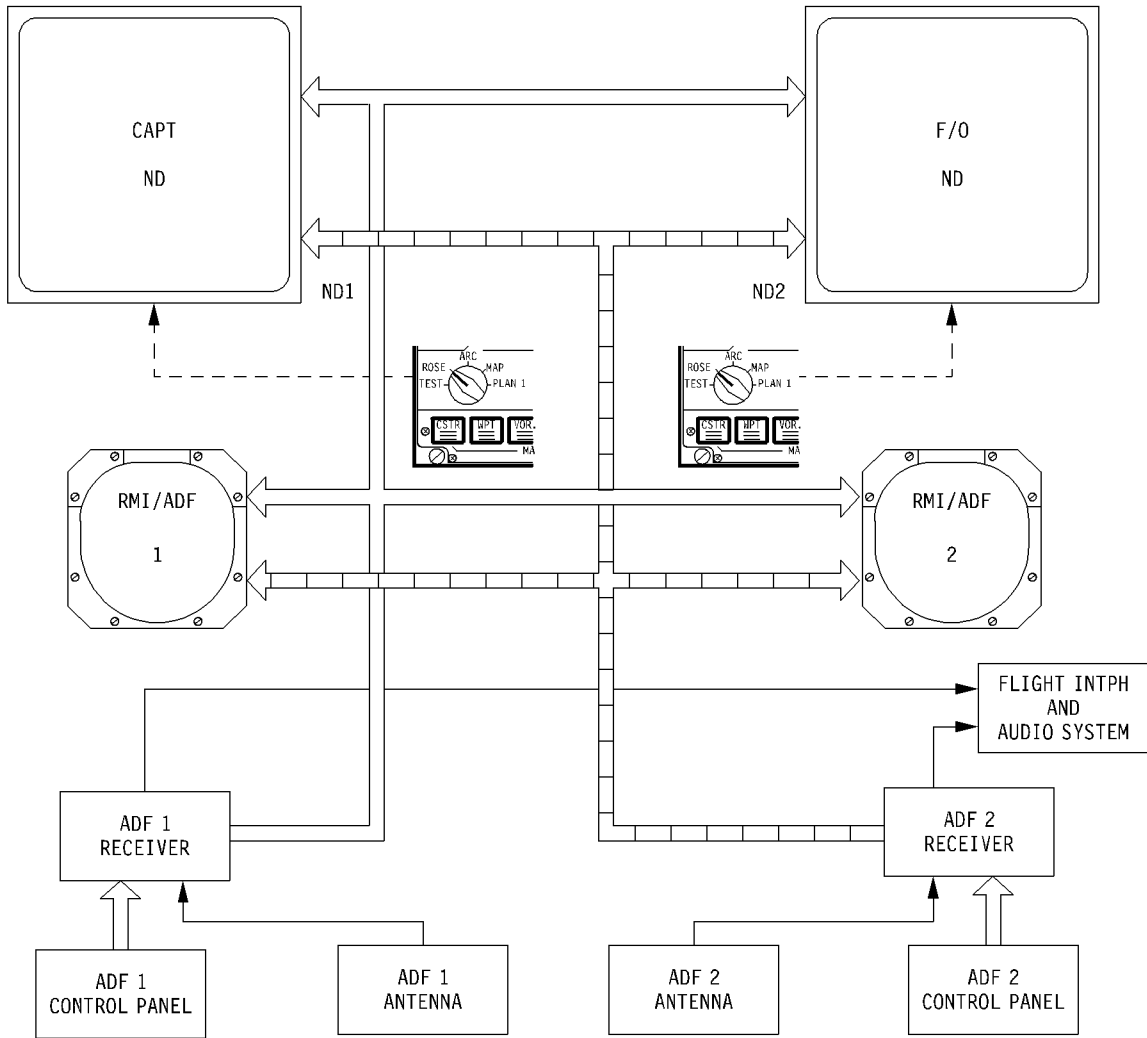 CAPT
ND
F/O
ND
ND1
ND2
ARC
ROSE
MAP
TEST
PLAN 1
CSTR
WPT
VOR.
MA
ARC
ROSE
MAP
TEST
PLAN 1
CSTR
WPT
VOR.
MA
RMI/ADF
1
RMI/ADF
2
FLIGHT INTPH
AND
AUDIO SYSTEM
ADF 1
RECEIVER
ADF 2
RECEIVER
ADF 1
CONTROL PANEL
ADF 1
ANTENNA
ADF 2
ANTENNA
ADF 2
CONTROL PANEL